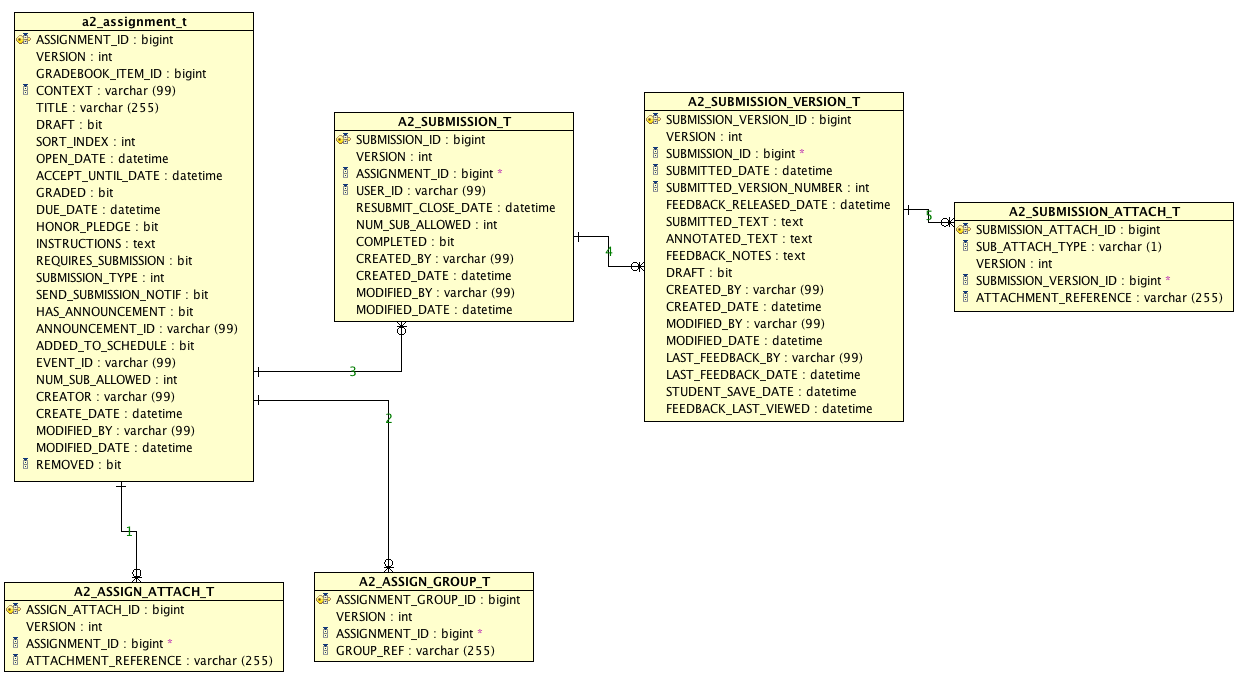 a2_assignment_t
ASSIGNMENT_ID : bigint
VERSION : int
GRADEBOOK_ITEM_ID : bigint
CONTEXT : varchar (99)
TITLE : varchar (255)
DRAFT : bit
SORT_INDEX : int
OPEN_DATE : datetime
ACCEPT_UNTIL_DATE : datetime
GRADED : bit
DUE_DATE : datetime
HONOR_PLEDGE : bit
INSTRUCTIONS : text
REQUIRES_SUBMISSION : bit
SUBMISSION_TYPE : int
SEND_SUBMISSION_NOTIF : bit
HAS_ANNOUNCEMENT : bit
ANNOUNCEMENT_ID : varchar (99)
ADDED_TO_SCHEDULE : bit
EVENT_ID : varchar (99)
NUM_SUB_ALLOWED : int
CREATOR : varchar (99)
CREATE_DATE : datetime
MODIFIED_BY : varchar (99)
MODIFIED_DATE : datetime
REMOVED : bit
A2_SUBMISSION_T
SUBMISSION_ID : bigint
VERSION : int
ASSIGNMENT_ID : bigint *
USER_ID : varchar (99)
RESUBMIT_CLOSE_DATE : datetime
NUM_SUB_ALLOWED : int
COMPLETED : bit
CREATED_BY : varchar (99)
CREATED_DATE : datetime
MODIFIED_BY : varchar (99)
MODIFIED_DATE : datetime
A2_SUBMISSION_VERSION_T
SUBMISSION_VERSION_ID : bigint
VERSION : int
SUBMISSION_ID : bigint *
SUBMITTED_DATE : datetime
SUBMITTED_VERSION_NUMBER : int
FEEDBACK_RELEASED_DATE : datetime
SUBMITTED_TEXT : text
ANNOTATED_TEXT : text
FEEDBACK_NOTES : text
DRAFT : bit
CREATED_BY : varchar (99)
CREATED_DATE : datetime
MODIFIED_BY : varchar (99)
MODIFIED_DATE : datetime
LAST_FEEDBACK_BY : varchar (99)
LAST_FEEDBACK_DATE : datetime
STUDENT_SAVE_DATE : datetime
FEEDBACK_LAST_VIEWED : datetime
A2_SUBMISSION_ATTACH_T
SUBMISSION_ATTACH_ID : bigint
SUB_ATTACH_TYPE : varchar (1)
VERSION : int
SUBMISSION_VERSION_ID : bigint *
ATTACHMENT_REFERENCE : varchar (255)
5
4
3
2
1
A2_ASSIGN_ATTACH_T
ASSIGN_ATTACH_ID : bigint
VERSION : int
ASSIGNMENT_ID : bigint *
ATTACHMENT_REFERENCE : varchar (255)
A2_ASSIGN_GROUP_T
ASSIGNMENT_GROUP_ID : bigint
VERSION : int
ASSIGNMENT_ID : bigint *
GROUP_REF : varchar (255)